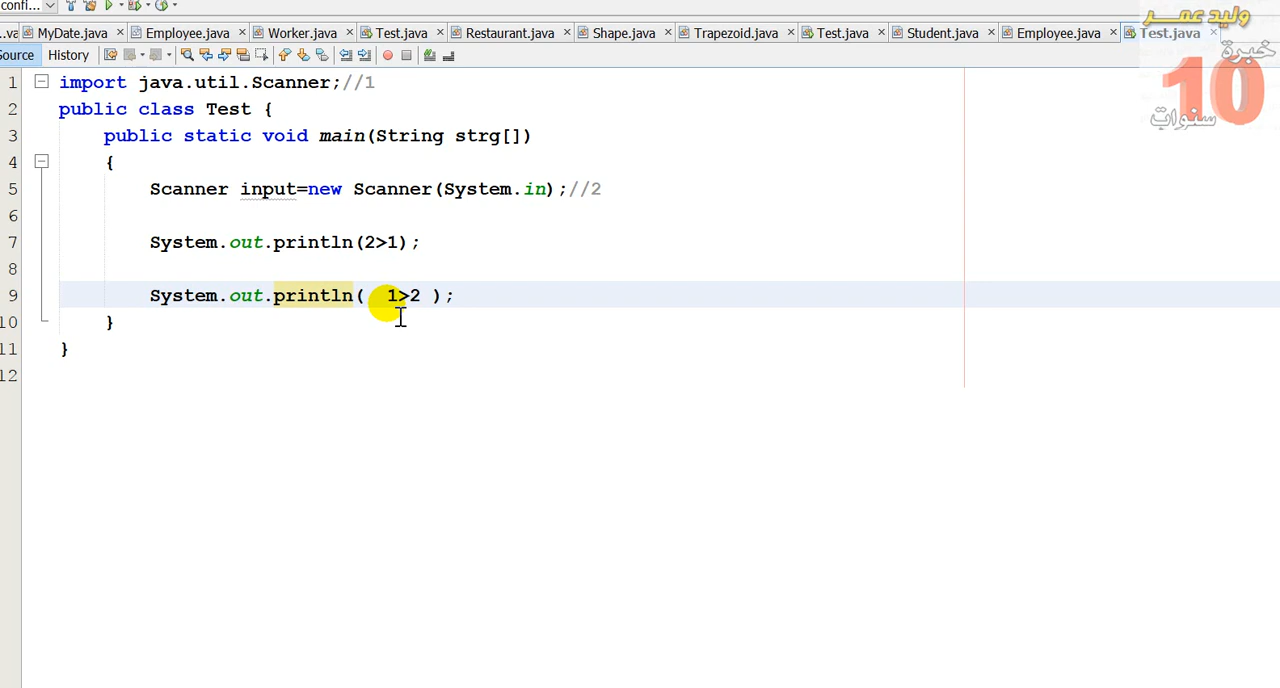 confi...
...va MyDate.java × Employee.java × Worker.java × Test.java × Restaurant.java × Shape.java × Trapezoid.java × Test.java × Student.java × Employee.java × Test.java ×
Source History
وليد عمر
خبرة
10
سنوات
1 import java.util.Scanner;//1
2 public class Test {
3 public static void main(String strg[])
4 {
5 Scanner input=new Scanner(System.in);//2
6
7 System.out.println(2>1);
8
9 System.out.println( 1>2 );
10 }
11 }
12